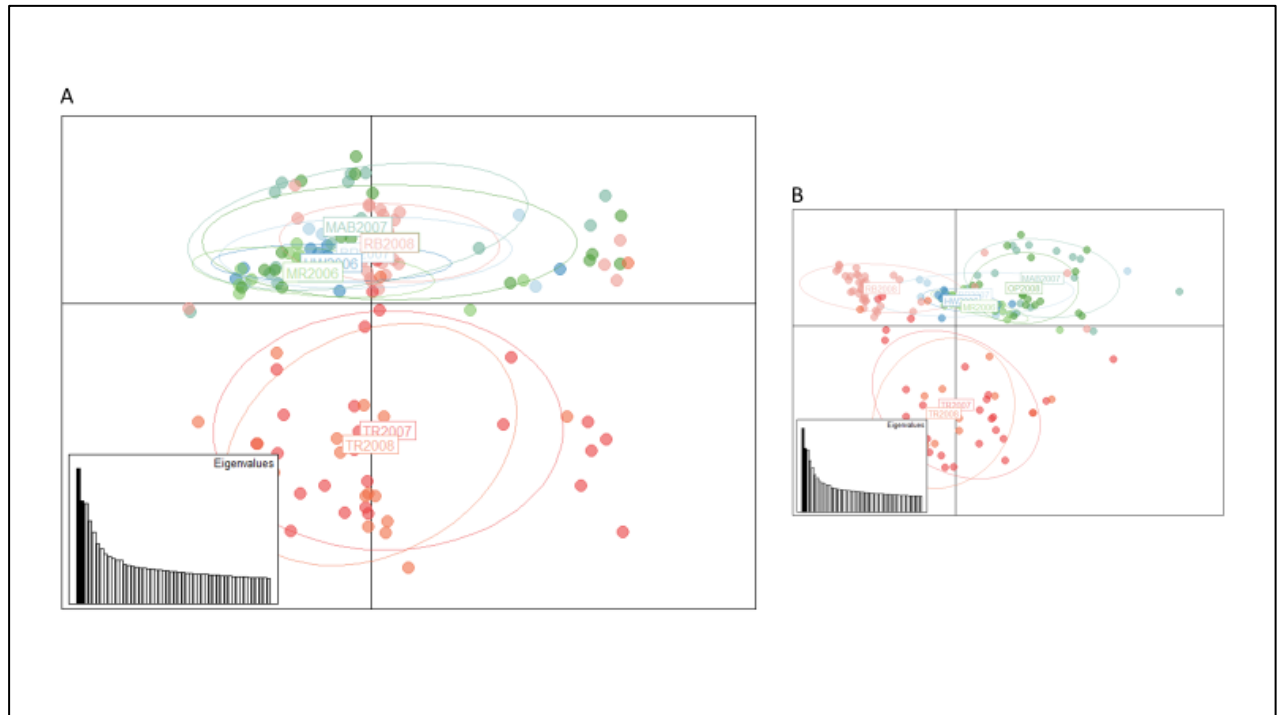 A
MAB2007
RB2008
MR2006
TR2007
TR2008
Eigenvalues
B
MAB2007
OP2008
MR2006
TR2007
TR2008
Eigenvalues